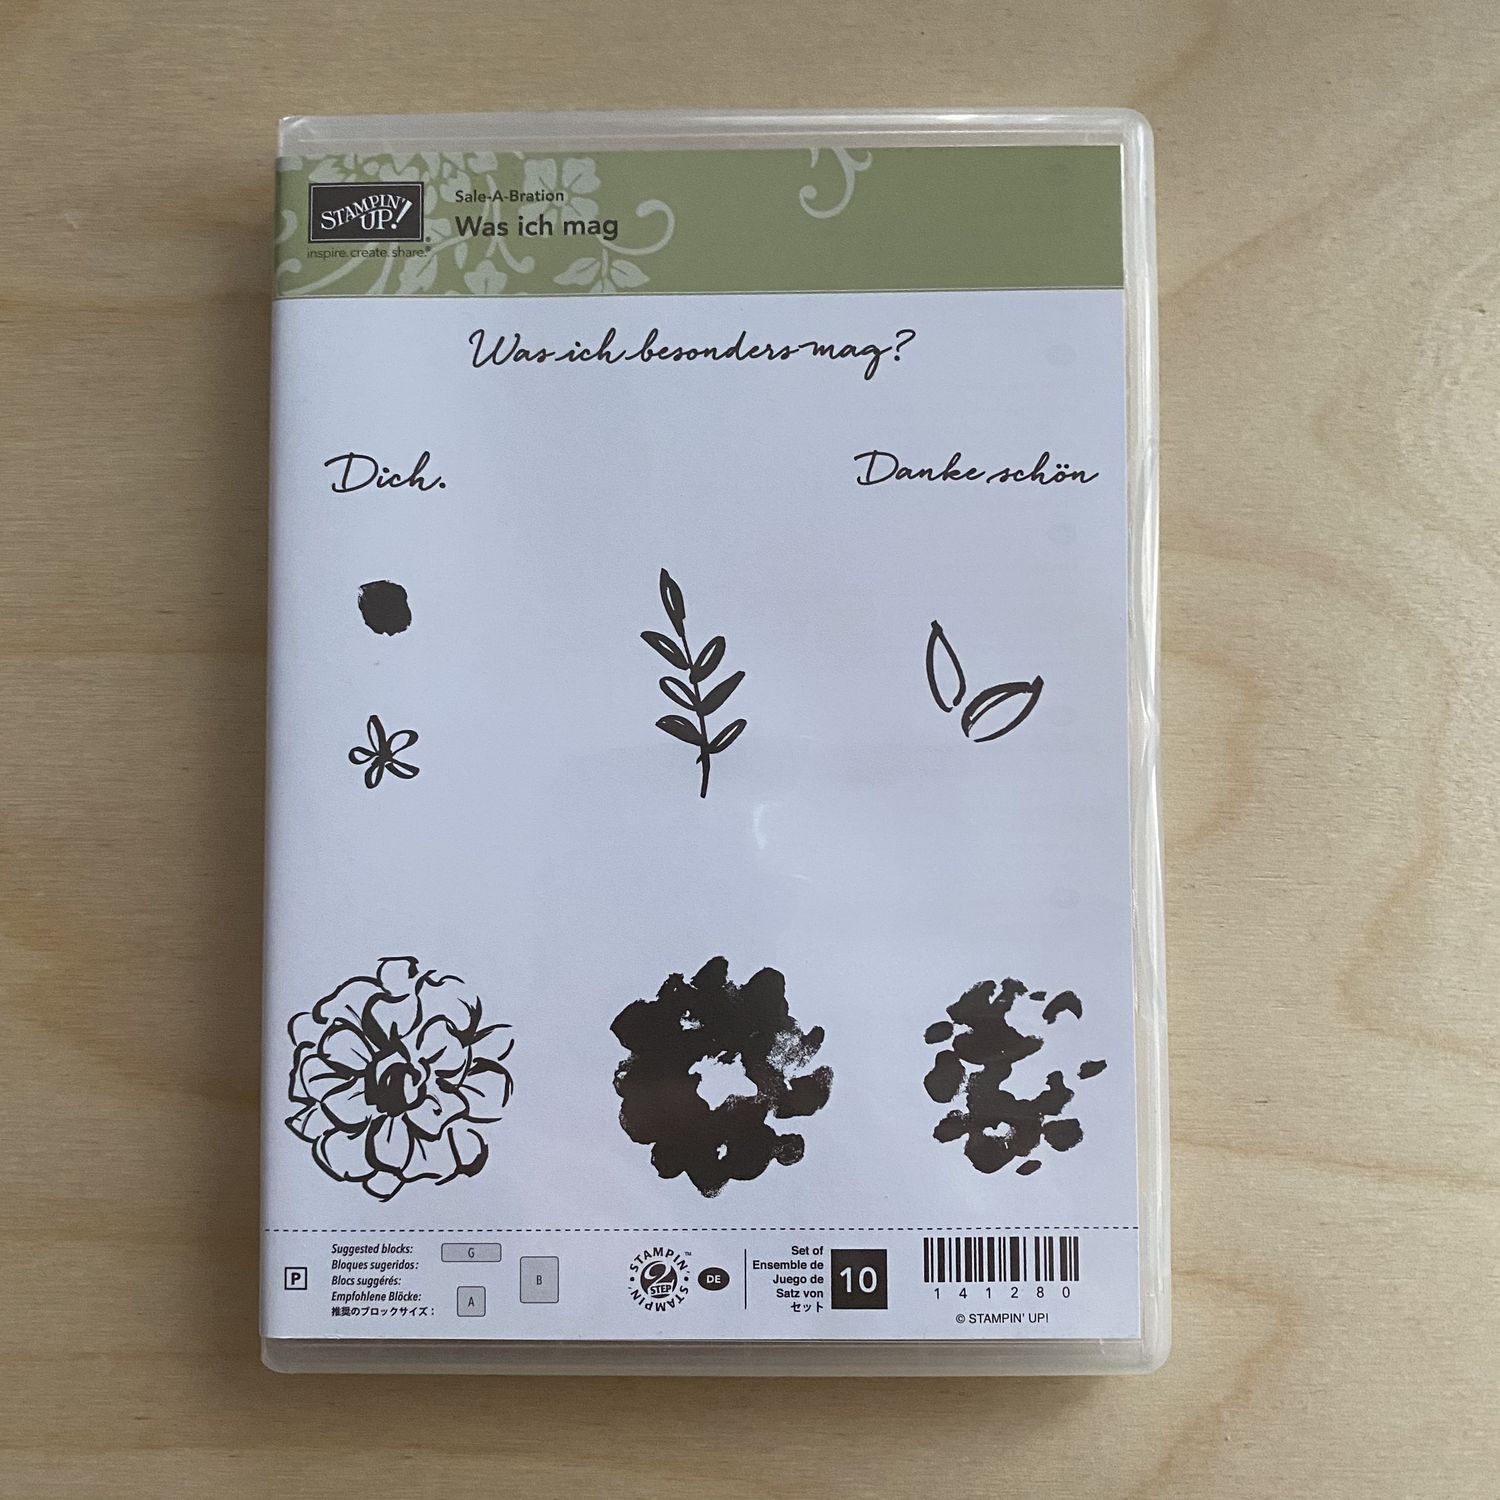 STAMPIN' UP!®
inspire. create. share.®
Sale-A-Bration
Was ich mag
Was ich besonders mag?
Dich.
Danke schön
P
Suggested blocks:
Bloques sugeridos:
Blocs suggérés:
Empfohlene Blöcke:
推奨のブロックサイズ:
G
A
B
STAMPIN'™
2
STEP
STAMPIN'
DE
Set of
Ensemble de
Juego de
Satz von
セット
10
141280
© STAMPIN' UP!